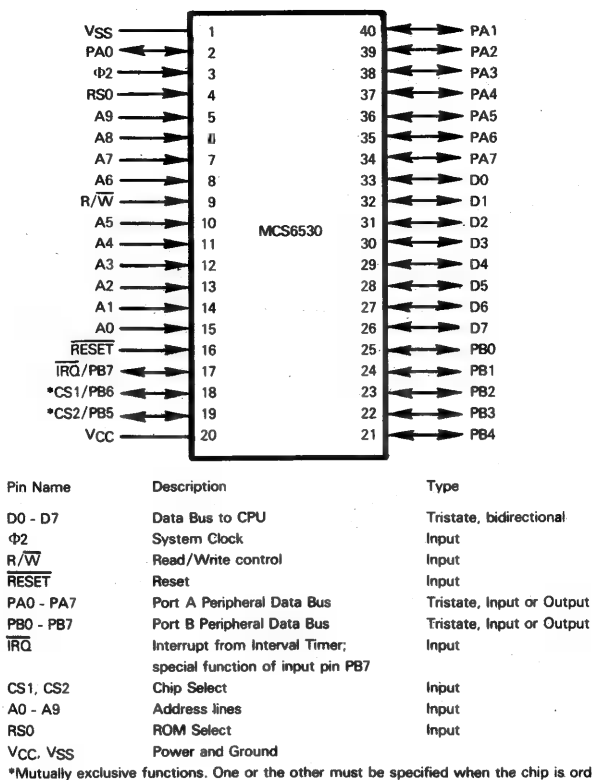 VSS 1 40 PA1
PA0 2 39 PA2
Φ2 3 38 PA3
RS0 4 37 PA4
A9 5 36 PA5
A8 35 PA6
A7 7 34 PA7
A6 8 33 D0
R/W̅ 9 32 D1
A5 10 31 D2
MCS6530
A4 11 30 D3
A3 12 29 D4
A2 13 28 D5
A1 14 27 D6
A0 15 26 D7
R̅E̅S̅E̅T̅ 16 25 PB0
I̅R̅Q̅/PB7 17 24 PB1
*CS1/PB6 18 23 PB2
*CS2/PB5 19 22 PB3
VCC 20 21 PB4
Pin Name Description Type
D0 - D7 Data Bus to CPU Tristate, bidirectional
Φ2 System Clock Input
R/W̅ Read/Write control Input
R̅E̅S̅E̅T̅ Reset Input
PA0 - PA7 Port A Peripheral Data Bus Tristate, Input or Output
PB0 - PB7 Port B Peripheral Data Bus Tristate, Input or Output
I̅R̅Q̅ Interrupt from Interval Timer; Input
special function of input pin PB7
CS1, CS2 Chip Select Input
A0 - A9 Address lines Input
RS0 ROM Select Input
VCC, VSS Power and Ground
*Mutually exclusive functions. One or the other must be specified when the chip is ord